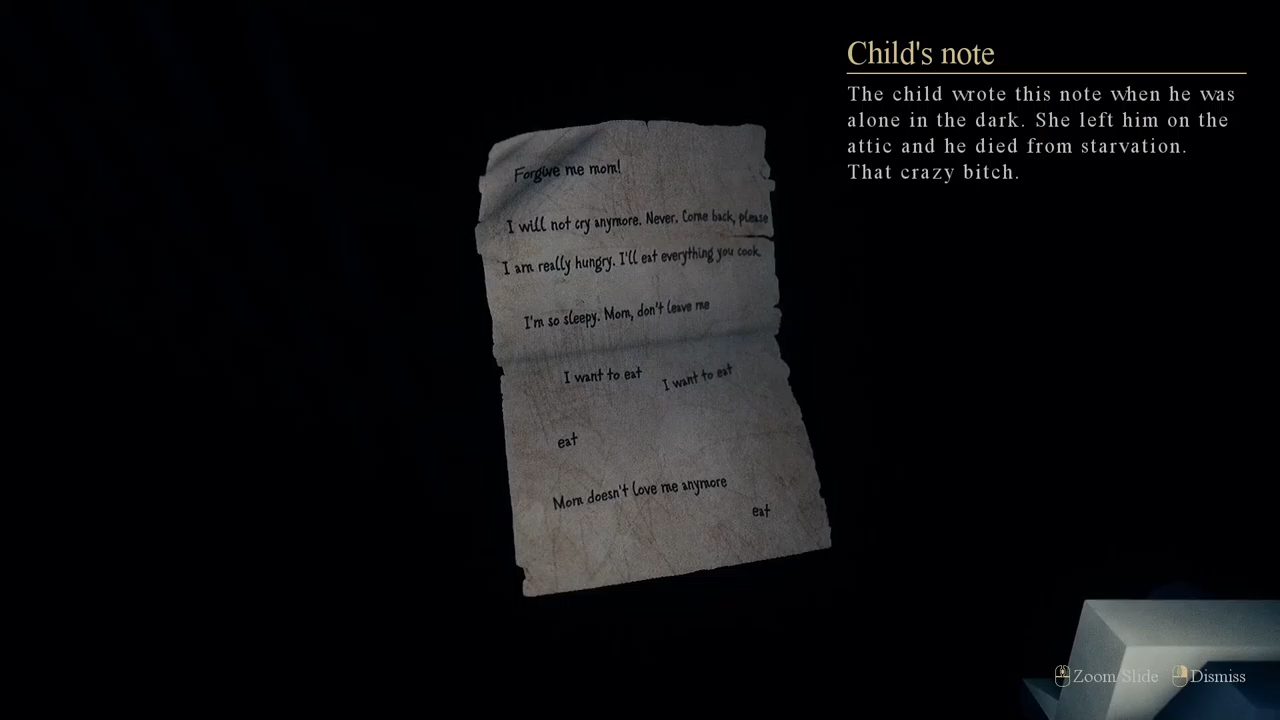 Child's note
The child wrote this note when he was
alone in the dark. She left him on the
attic and he died from starvation.
That crazy bitch.
Forgive me mom!
I will not cry anymore. Never. Come back, please
I am really hungry. I'll eat everything you cook.
I'm so sleepy. Mom, don't leave me
I want to eat I want to eat
eat
Mom doesn't love me anymore
eat
Zoom/Slide Dismiss